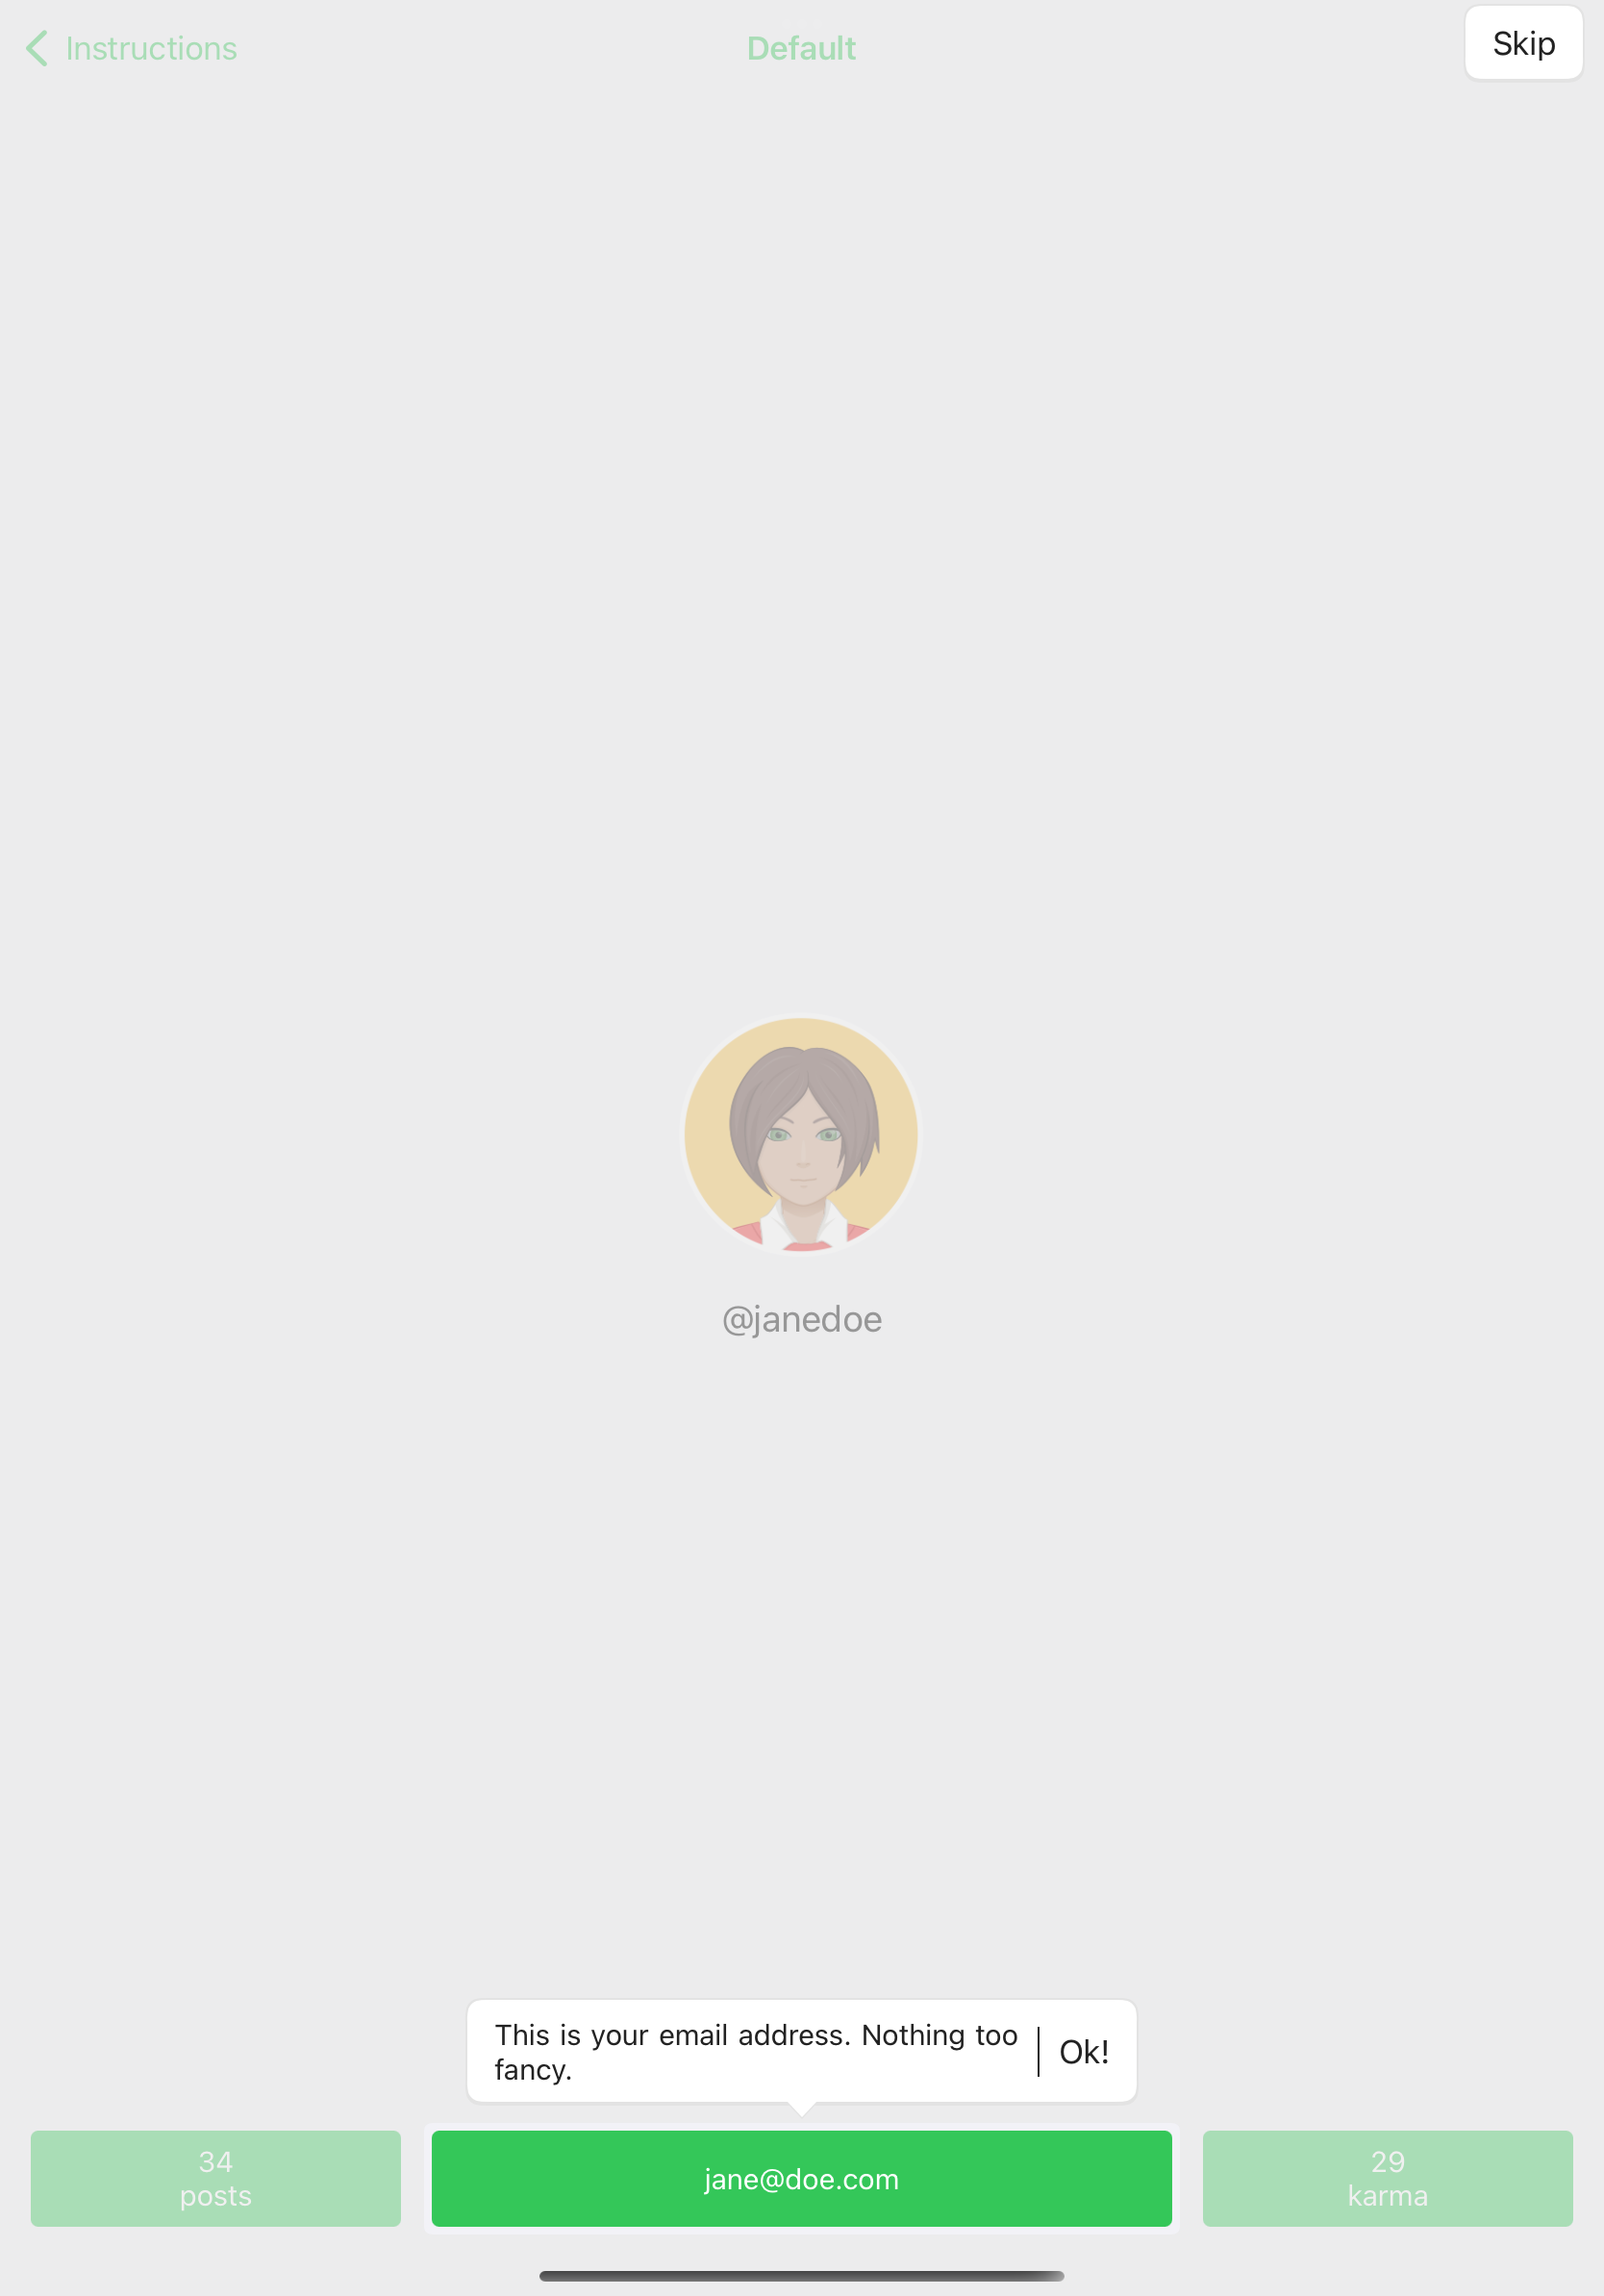 Instructions
Default
Skip
@janedoe
This is your email address. Nothing too
fancy.
Ok!
34
posts
jane@doe.com
29
karma